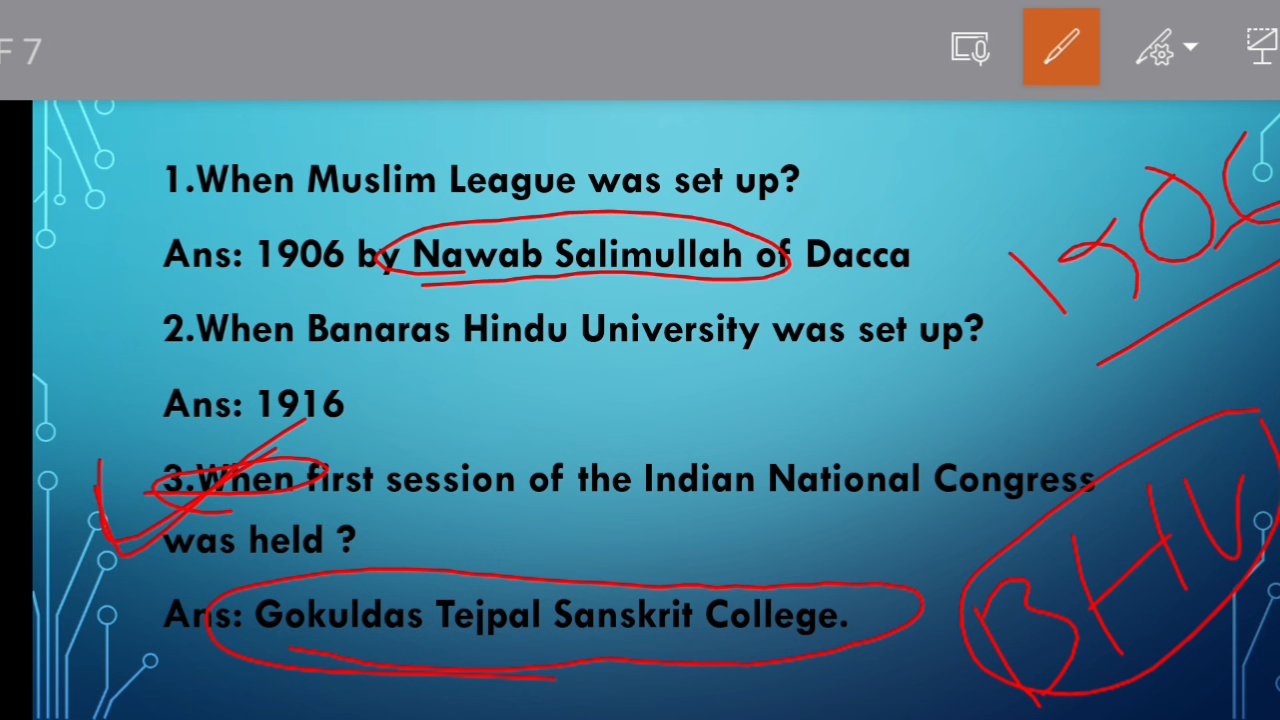 F 7
1.When Muslim League was set up?
Ans: 1906 by Nawab Salimullah of Dacca
1906
2.When Banaras Hindu University was set up?
Ans: 1916
3.When first session of the Indian National Congress
was held ?
BHU
Ans: Gokuldas Tejpal Sanskrit College.